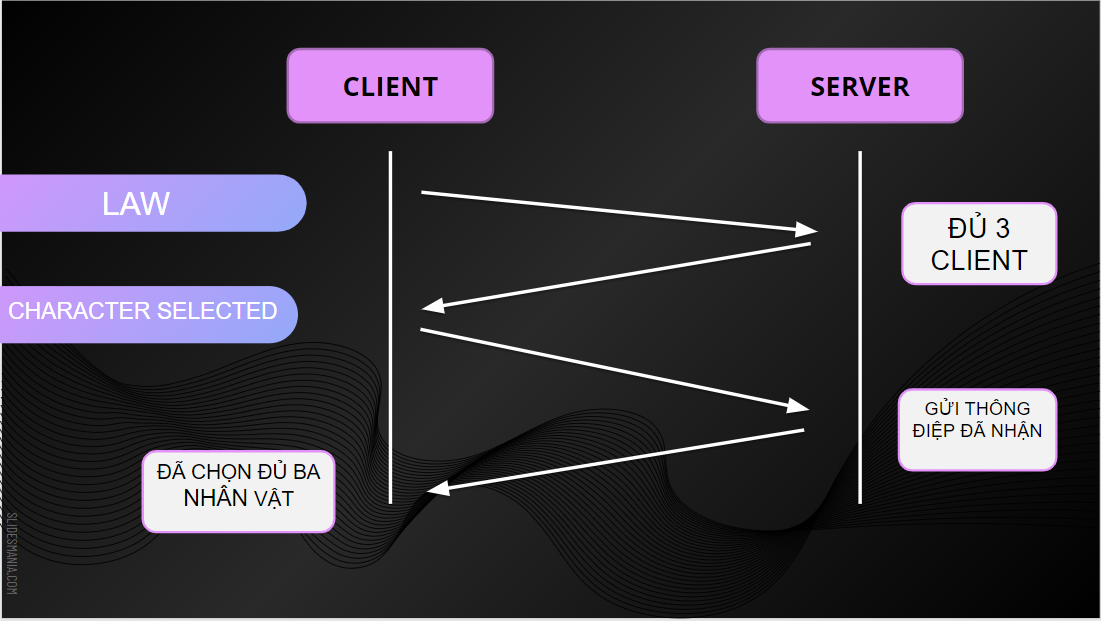 CLIENT
SERVER
LAW
ĐỦ 3
CLIENT
CHARACTER SELECTED
GỬI THÔNG
ĐIỆP ĐÃ NHẬN
ĐÃ CHỌN ĐỦ BA
NHÂN VẬT
SLIDESMANIA.COM